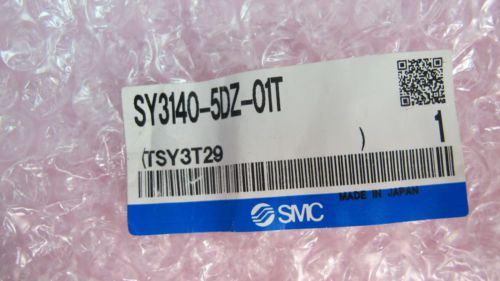 SY3140-5DZ-01T
(TSY3T29 )
1
MADE IN JAPAN
SMC